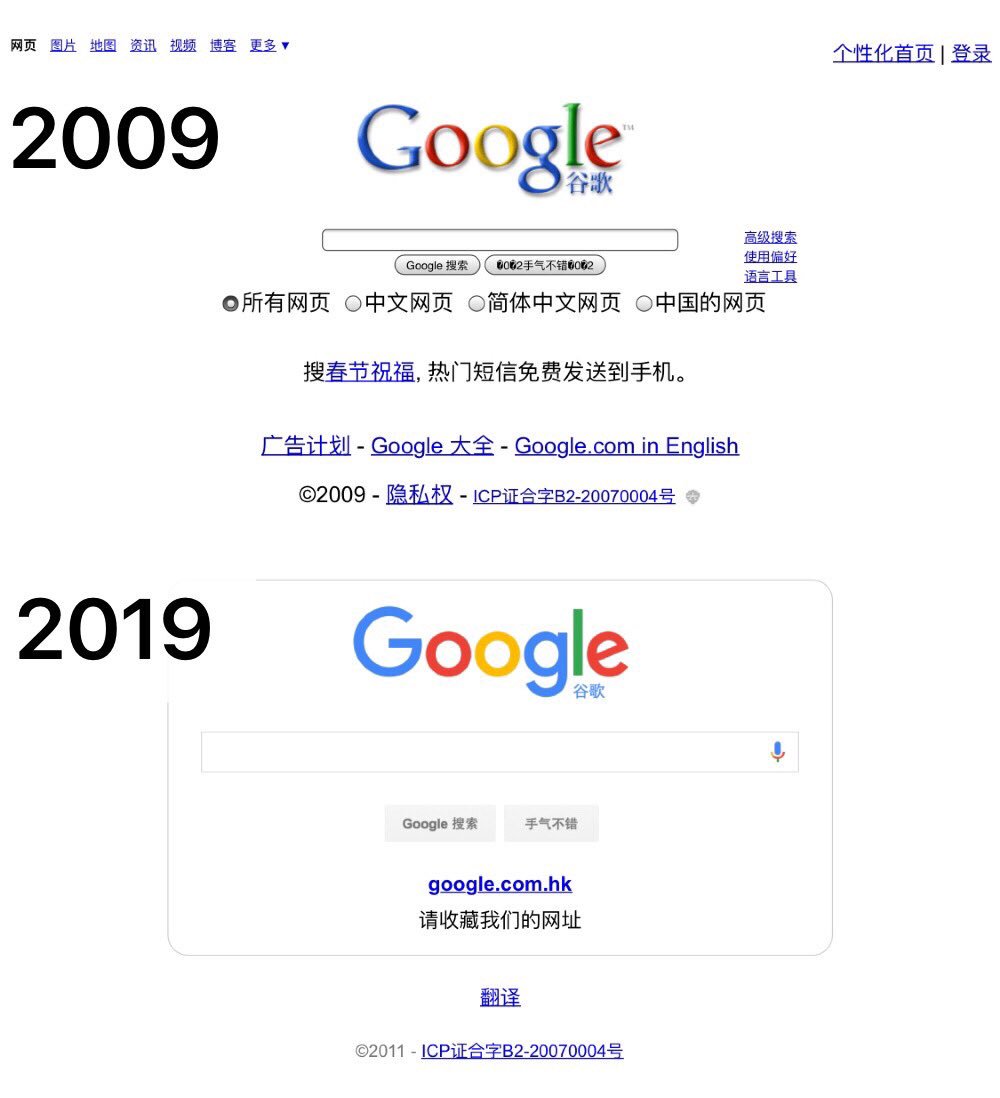 网页 图片 地图 资讯 视频 博客 更多 ▼
个性化首页 | 登录
2009
Google™
谷歌
高级搜索
Google 搜索 �0�2手气不错�0�2
使用偏好
语言工具
所有网页 中文网页 简体中文网页 中国的网页
搜春节祝福, 热门短信免费发送到手机。
广告计划 - Google 大全 - Google.com in English
©2009 - 隐私权 - ICP证合字B2-20070004号
2019
Google
谷歌
Google 搜索 手气不错
google.com.hk
请收藏我们的网址
翻译
©2011 - ICP证合字B2-20070004号